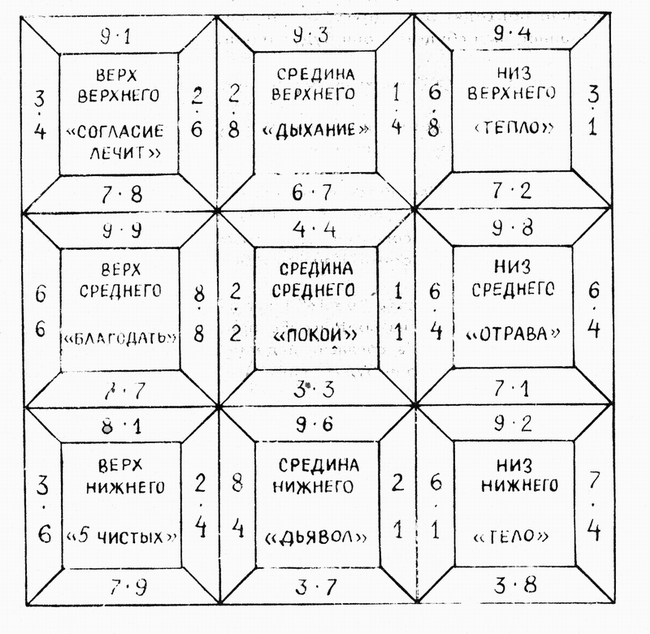 9·1
3·4
ВЕРХ
ВЕРХНЕГО
«СОГЛАСИЕ
ЛЕЧИТ»
2·6
7·8
9·3
2·8
СРЕДИНА
ВЕРХНЕГО
«ДЫХАНИЕ»
1·4
6·7
9·4
6·8
НИЗ
ВЕРХНЕГО
«ТЕПЛО»
3·1
7·2
9·9
6·6
ВЕРХ
СРЕДНЕГО
«БЛАГОДАТЬ»
8·8
7·7
4·4
2·2
СРЕДИНА
СРЕДНЕГО
«ПОКОЙ»
1·1
3·3
9·8
6·4
НИЗ
СРЕДНЕГО
«ОТРАВА»
6·4
7·1
8·1
3·6
ВЕРХ
НИЖНЕГО
«5 ЧИСТЫХ»
2·4
7·9
9·6
8 4
СРЕДИНА
НИЖНЕГО
«ДЬЯВОЛ»
2 1
3·7
9·2
6·1
НИЗ
НИЖНЕГО
«ТЕЛО»
7·4
3·8